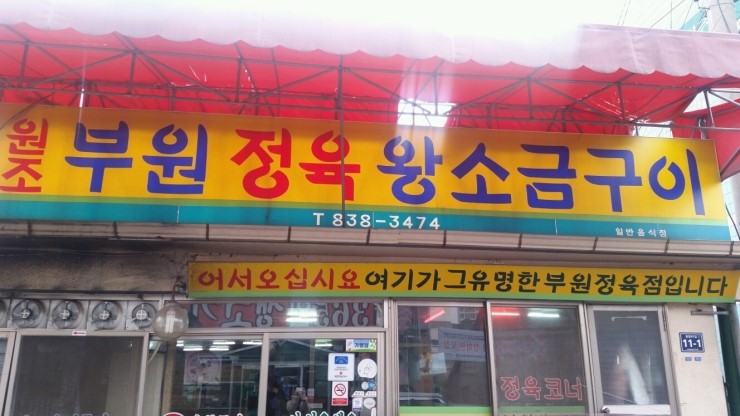 원조 부원 정육 왕소금구이
T 838-3474
일반음식점
어서오십시요 여기가 그 유명한 부원정육점입니다
정육코너
11-1